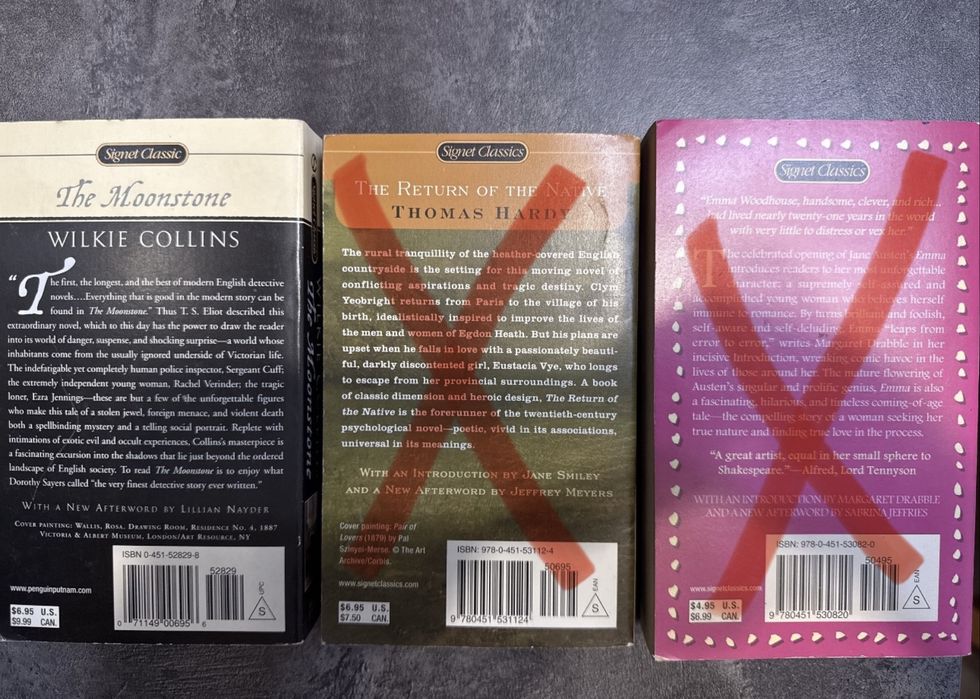 Signet Classic
The Moonstone
WILKIE COLLINS
"The first, the longest, and the best of modern English detective
novels....Everything that is good in the modern story can be
found in The Moonstone." Thus T. S. Eliot described this
extraordinary novel, which to this day has the power to draw the reader
into its world of danger, suspense, and shocking surprise—a world whose
inhabitants come from the usually ignored underside of Victorian life.
The indefatigable yet completely human police inspector, Sergeant Cuff;
the extremely independent young woman, Rachel Verinder; the tragic
loner, Ezra Jennings—these are but a few of the unforgettable figures
who make this tale of a stolen jewel, foreign menace, and violent death
both a spellbinding mystery and a telling social portrait. Replete with
intimations of exotic evil and occult experiences, Collins's masterpiece is
a fascinating excursion into the shadows that lie just beyond the ordered
landscape of English society. To read The Moonstone is to enjoy what
Dorothy Sayers called "the very finest detective story ever written."
WITH A NEW AFTERWORD BY LILLIAN NAYDER
COVER PAINTING: WALLIS, ROSA. DRAWING ROOM, RESIDENCE NO. 4, 1887
VICTORIA & ALBERT MUSEUM, LONDON/ART RESOURCE, NY
ISBN 0-451-52829-8
52829
www.penguinputnam.com
UPC
S
$6.95 U.S.
$9.99 CAN.
0 71149 00695 6
The Moonstone
Signet Classics
THE RETURN OF THE NATIVE
THOMAS HARDY
The rural tranquillity of the heather-covered English
countryside is the setting for this moving novel of
conflicting aspirations and tragic destiny. Clym
Yeobright returns from Paris to the village of his
birth, idealistically inspired to improve the lives of
the men and women of Egdon Heath. But his plans are
upset when he falls in love with a passionately beauti-
ful, darkly discontented girl, Eustacia Vye, who longs
to escape from her provincial surroundings. A book
of classic dimension and heroic design, The Return of
the Native is the forerunner of the twentieth-century
psychological novel—poetic, vivid in its associations,
universal in its meanings.
WITH AN INTRODUCTION BY JANE SMILEY
AND A NEW AFTERWORD BY JEFFREY MEYERS
Cover painting: Pair of
Lovers (1879) by Pal
Szinyei-Merse. © The Art
Archive/Corbis.
www.signetclassics.com
ISBN: 978-0-451-53112-4
50695
EAN
S
$6.95 U.S.
$7.50 CAN.
9 780451 531124
Signet Classics
"Emma Woodhouse, handsome, clever, and rich...
had lived nearly twenty-one years in the world
with very little to distress or vex her."
The celebrated opening of Jane Austen's Emma
introduces readers to her most unforgettable
character: a supremely self-assured and
accomplished young woman who believes herself
immune to romance. By turns brilliant and foolish,
self-aware and self-deluding, Emma "leaps from
error to error," writes Margaret Drabble in her
incisive Introduction, wreaking comic havoc in the
lives of those around her. The mature flowering of
Austen's singular and prolific genius, Emma is also
a fascinating, hilarious, and timeless coming-of-age
tale—the compelling story of a woman seeking her
true nature and finding true love in the process.
"A great artist, equal in her small sphere to
Shakespeare."—Alfred, Lord Tennyson
WITH AN INTRODUCTION BY MARGARET DRABBLE
AND A NEW AFTERWORD BY SABRINA JEFFRIES
ISBN: 978-0-451-53082-0
50495
www.signetclassics.com
EAN
S
$4.95 U.S.
$6.99 CAN.
9 780451 530820